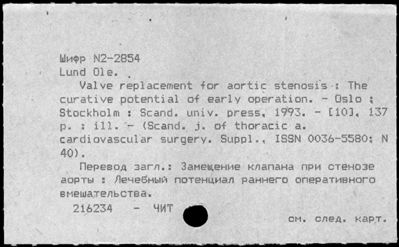 Шифр N2-2854
Lund Ole.
Valve replacement for aortic stenosis : The
curative potential of early operation. - Oslo ;
Stockholm : Scand. univ. press, 1993. - [10], 137
p. : ill. - (Scand. j. of thoracic a.
cardiovascular surgery. Suppl., ISSN 0036-5580; N
40).
Перевод загл.: Замещение клапана при стенозе
аорты : Лечебный потенциал раннего оперативного
вмешательства.
216234 - ЧИТ
см. след. карт.